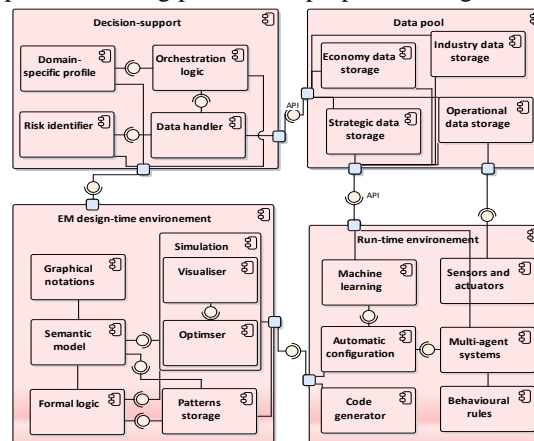 Decision-support
Domain-
specific profile
Orchestration
logic
Risk identifier
Data handler
API
Data pool
Economy data
storage
Industry data
storage
Strategic data
storage
Operational
data storage
API
EM design-time environement
Simulation
Visualiser
Graphical
notations
Semantic
model
Optimser
Formal logic
Patterns
storage
Run-time environement
Machine
learning
Sensors and
actuators
Automatic
configuration
Multi-agent
systems
Code
generator
Behavioural
rules